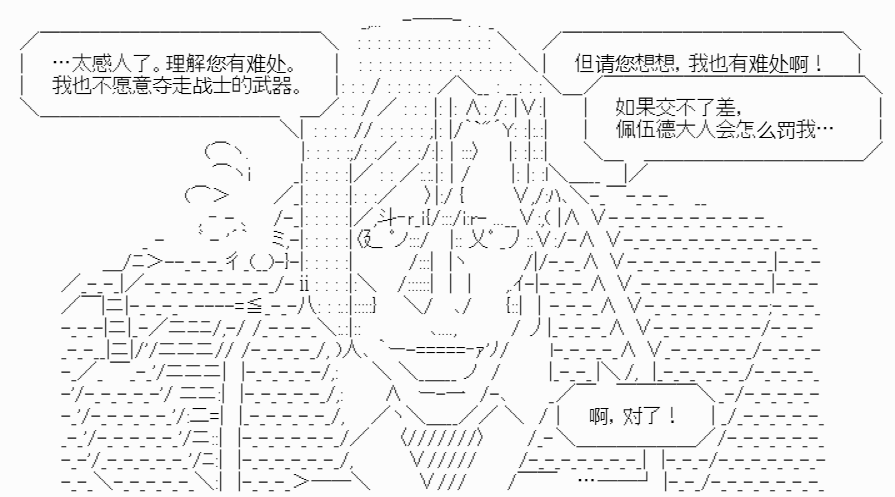 …太感人了。理解您有难处。
我也不愿意夺走战士的武器。
但请您想想，我也有难处啊！
如果交不了差，
佩伍德大人会怎么罚我…
啊，对了！